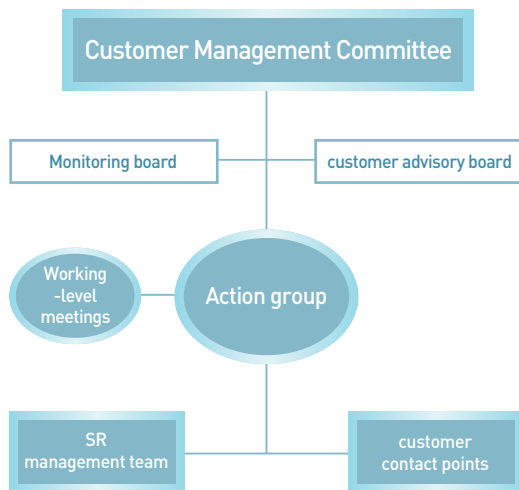 Customer Management Committee
Monitoring board
customer advisory board
Working
-level
meetings
Action group
SR
management team
customer
contact points